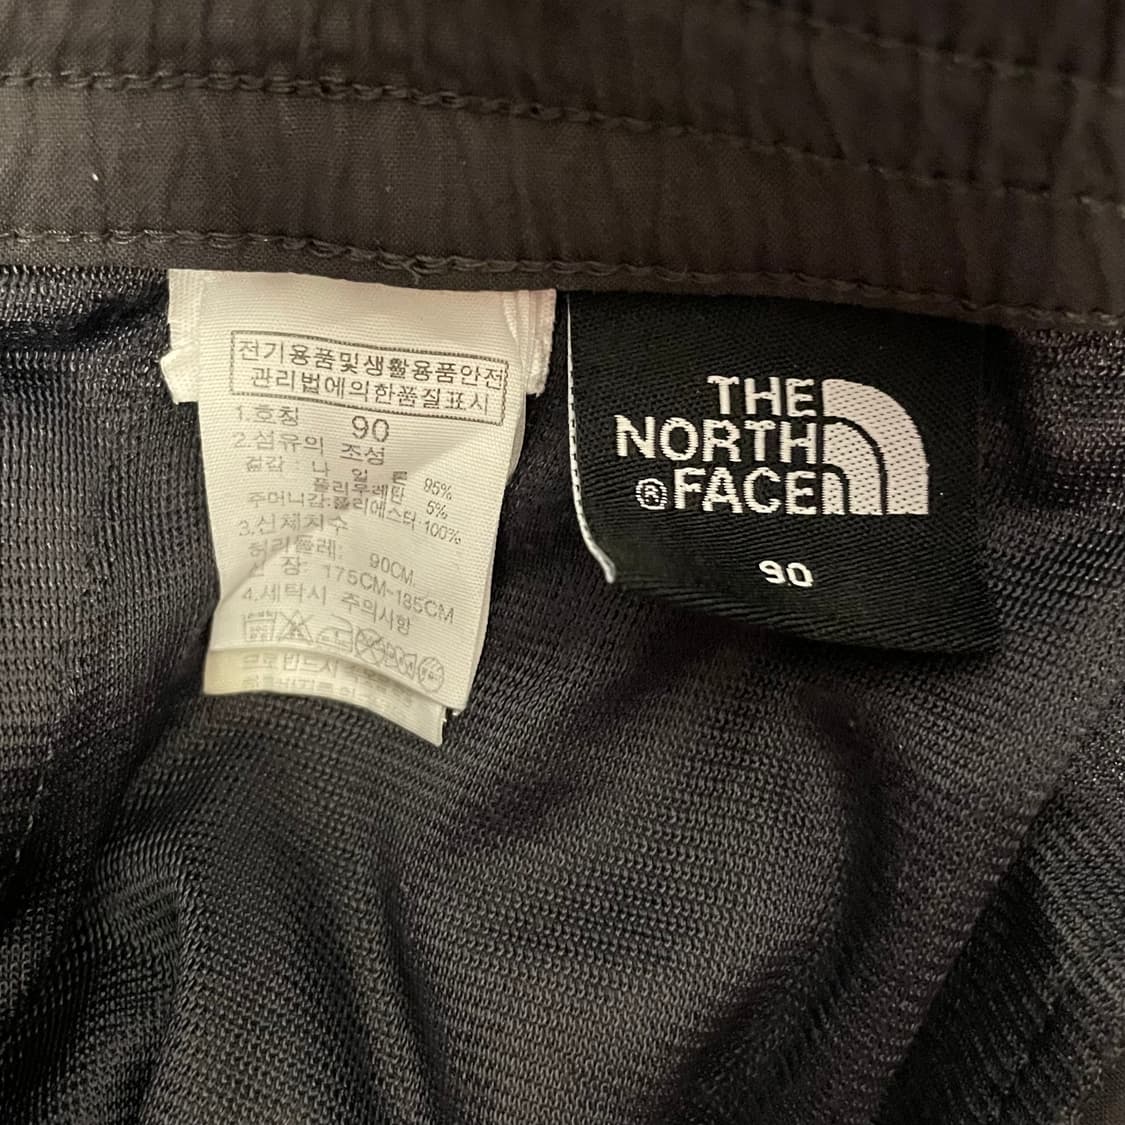 전기용품및생활용품안전
관리법에의한품질표시
1.호칭 90
2.섬유의 조성
겉감 : 나 일 론 95%
폴리우레탄 5%
주머니감:폴리에스터 100%
3.신체치수
허리둘레: 90CM
신 장: 175CM-185CM
4.세탁시 주의사항
THE
NORTH
®FACE
90